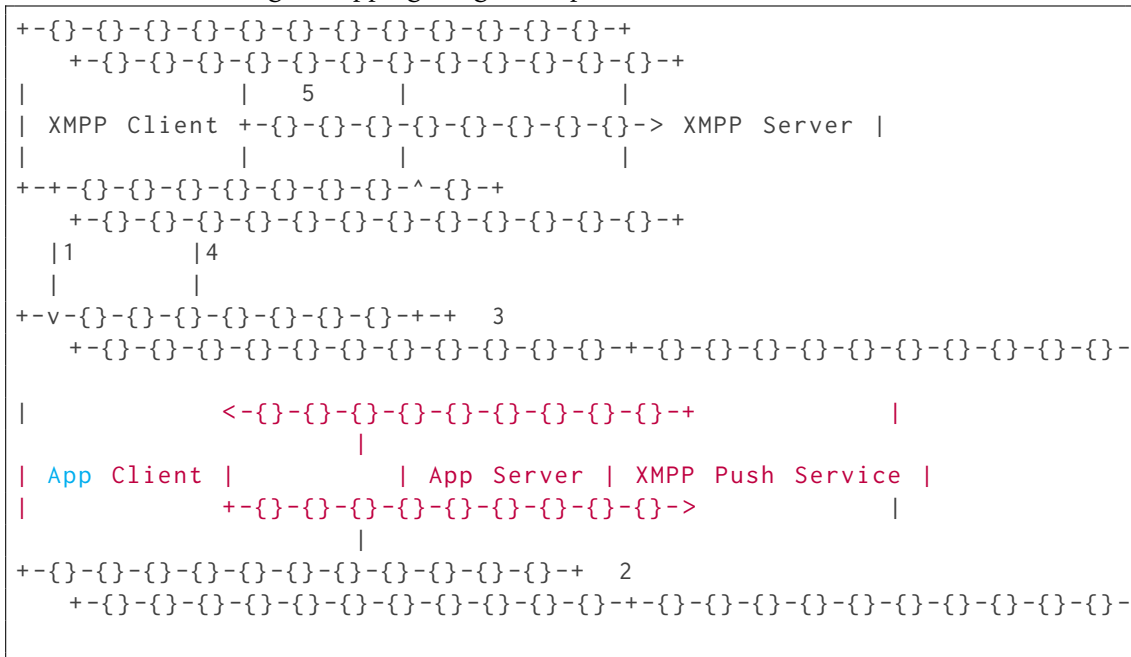 +-{}-{}-{}-{}-{}-{}-{}-{}-{}-{}-{}-+
+-{}-{}-{}-{}-{}-{}-{}-{}-{}-{}-{}-+
| | 5 | |
| XMPP Client +-{}-{}-{}-{}-{}-{}-{}-> XMPP Server |
| | | |
+-+-{}-{}-{}-{}-{}-{}-^-{}-+
+-{}-{}-{}-{}-{}-{}-{}-{}-{}-{}-{}-+
|1 |4
| |
+-v-{}-{}-{}-{}-{}-{}-+-+ 3
+-{}-{}-{}-{}-{}-{}-{}-{}-{}-{}-+-{}-{}-{}-{}-{}-{}-{}-{}-{}-
| <-{}-{}-{}-{}-{}-{}-{}-{}-+ |
|
| App Client | | App Server | XMPP Push Service |
| +-{}-{}-{}-{}-{}-{}-{}-{}-> |
|
+-{}-{}-{}-{}-{}-{}-{}-{}-{}-{}-+ 2
+-{}-{}-{}-{}-{}-{}-{}-{}-{}-{}-+-{}-{}-{}-{}-{}-{}-{}-{}-{}-